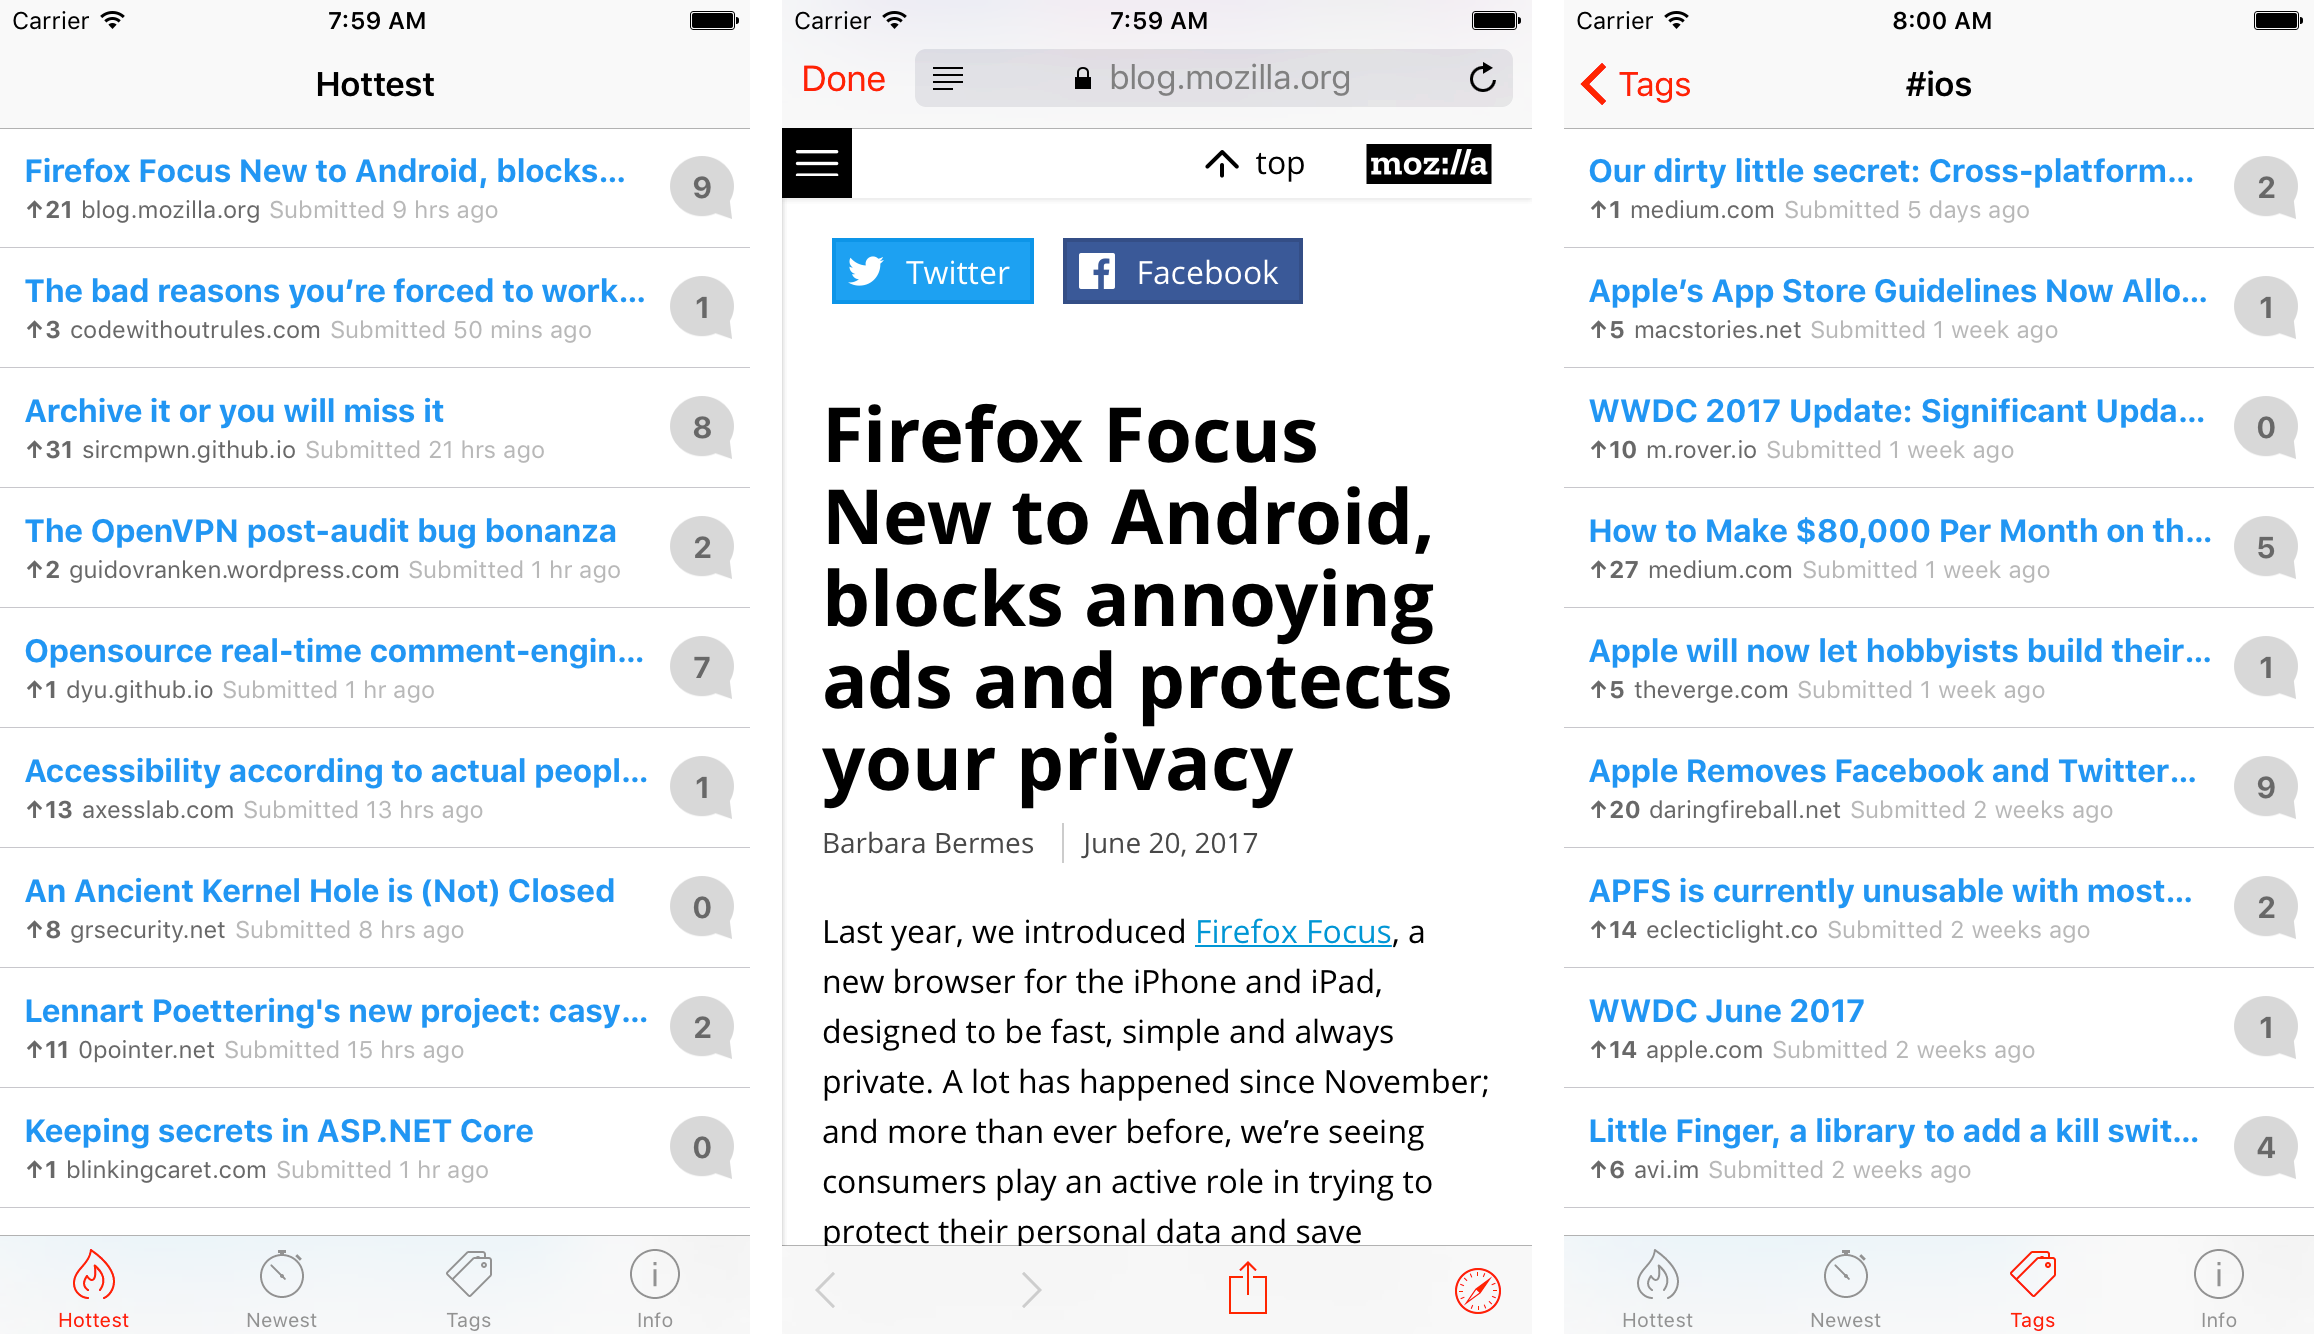 Carrier 7:59 AM
Hottest
Firefox Focus New to Android, blocks...
↑21 blog.mozilla.org Submitted 9 hrs ago
9
The bad reasons you’re forced to work...
↑3 codewithoutrules.com Submitted 50 mins ago
1
Archive it or you will miss it
↑31 sircmpwn.github.io Submitted 21 hrs ago
8
The OpenVPN post-audit bug bonanza
↑2 guidovranken.wordpress.com Submitted 1 hr ago
2
Opensource real-time comment-engin...
↑1 dyu.github.io Submitted 1 hr ago
7
Accessibility according to actual peopl...
↑13 axesslab.com Submitted 13 hrs ago
1
An Ancient Kernel Hole is (Not) Closed
↑8 grsecurity.net Submitted 8 hrs ago
0
Lennart Poettering's new project: casy...
↑11 0pointer.net Submitted 15 hrs ago
2
Keeping secrets in ASP.NET Core
↑1 blinkingcaret.com Submitted 1 hr ago
0
Hottest Newest Tags Info
Carrier 7:59 AM
Done blog.mozilla.org
top moz://a
Twitter Facebook
Firefox Focus
New to Android,
blocks annoying
ads and protects
your privacy
Barbara Bermes June 20, 2017
Last year, we introduced Firefox Focus, a
new browser for the iPhone and iPad,
designed to be fast, simple and always
private. A lot has happened since November;
and more than ever before, we’re seeing
consumers play an active role in trying to
protect their personal data and save
Carrier 8:00 AM
Tags #ios
Our dirty little secret: Cross-platform...
↑1 medium.com Submitted 5 days ago
2
Apple’s App Store Guidelines Now Allo...
↑5 macstories.net Submitted 1 week ago
1
WWDC 2017 Update: Significant Upda...
↑10 m.rover.io Submitted 1 week ago
0
How to Make $80,000 Per Month on th...
↑27 medium.com Submitted 1 week ago
5
Apple will now let hobbyists build their...
↑5 theverge.com Submitted 1 week ago
1
Apple Removes Facebook and Twitter...
↑20 daringfireball.net Submitted 2 weeks ago
9
APFS is currently unusable with most...
↑14 eclecticlight.co Submitted 2 weeks ago
2
WWDC June 2017
↑14 apple.com Submitted 2 weeks ago
1
Little Finger, a library to add a kill swit...
↑6 avi.im Submitted 2 weeks ago
4
Hottest Newest Tags Info